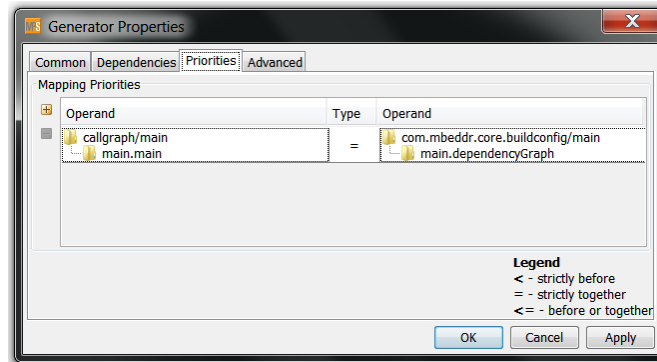 MPS Generator Properties X
Common Dependencies Priorities Advanced
Mapping Priorities
Operand Type Operand
callgraph/main = com.mbeddr.core.buildconfig/main
main.main main.dependencyGraph
Legend
< - strictly before
= - strictly together
<= - before or together
OK Cancel Apply